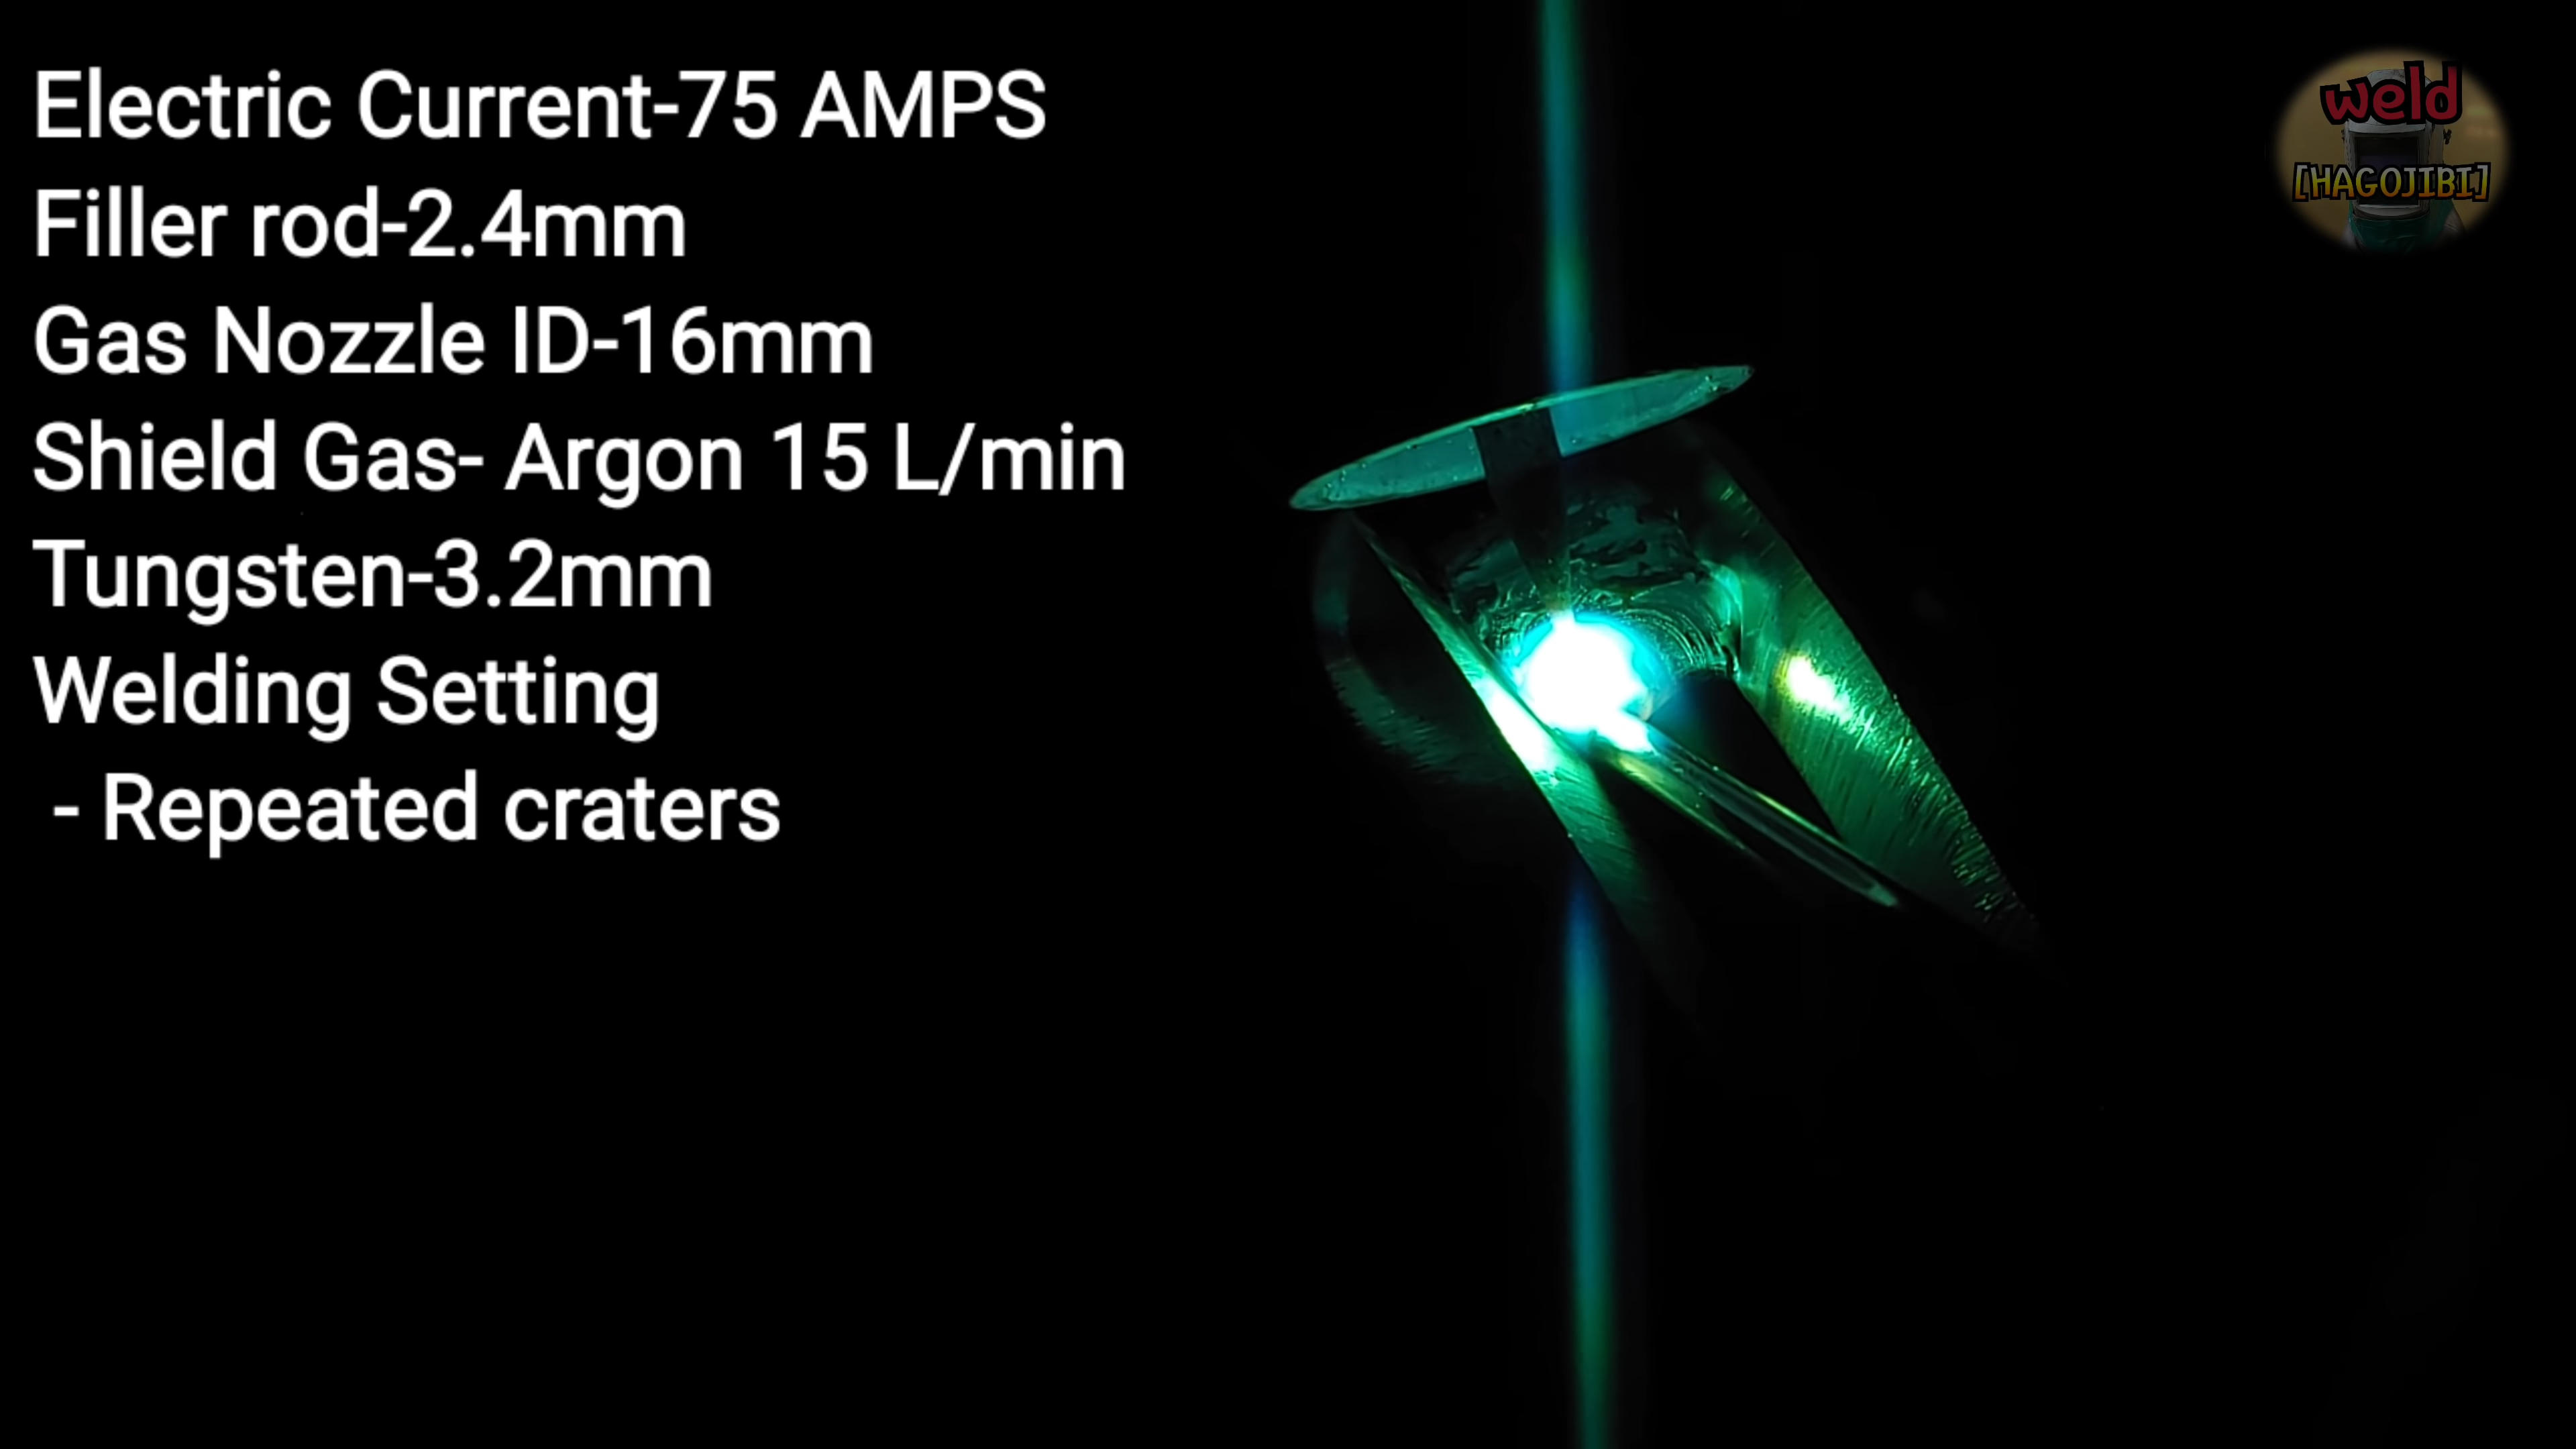 Electric Current-75 AMPS
Filler rod-2.4mm
Gas Nozzle ID-16mm
Shield Gas- Argon 15 L/min
Tungsten-3.2mm
Welding Setting
- Repeated craters
weld
[HAGOJIBI]